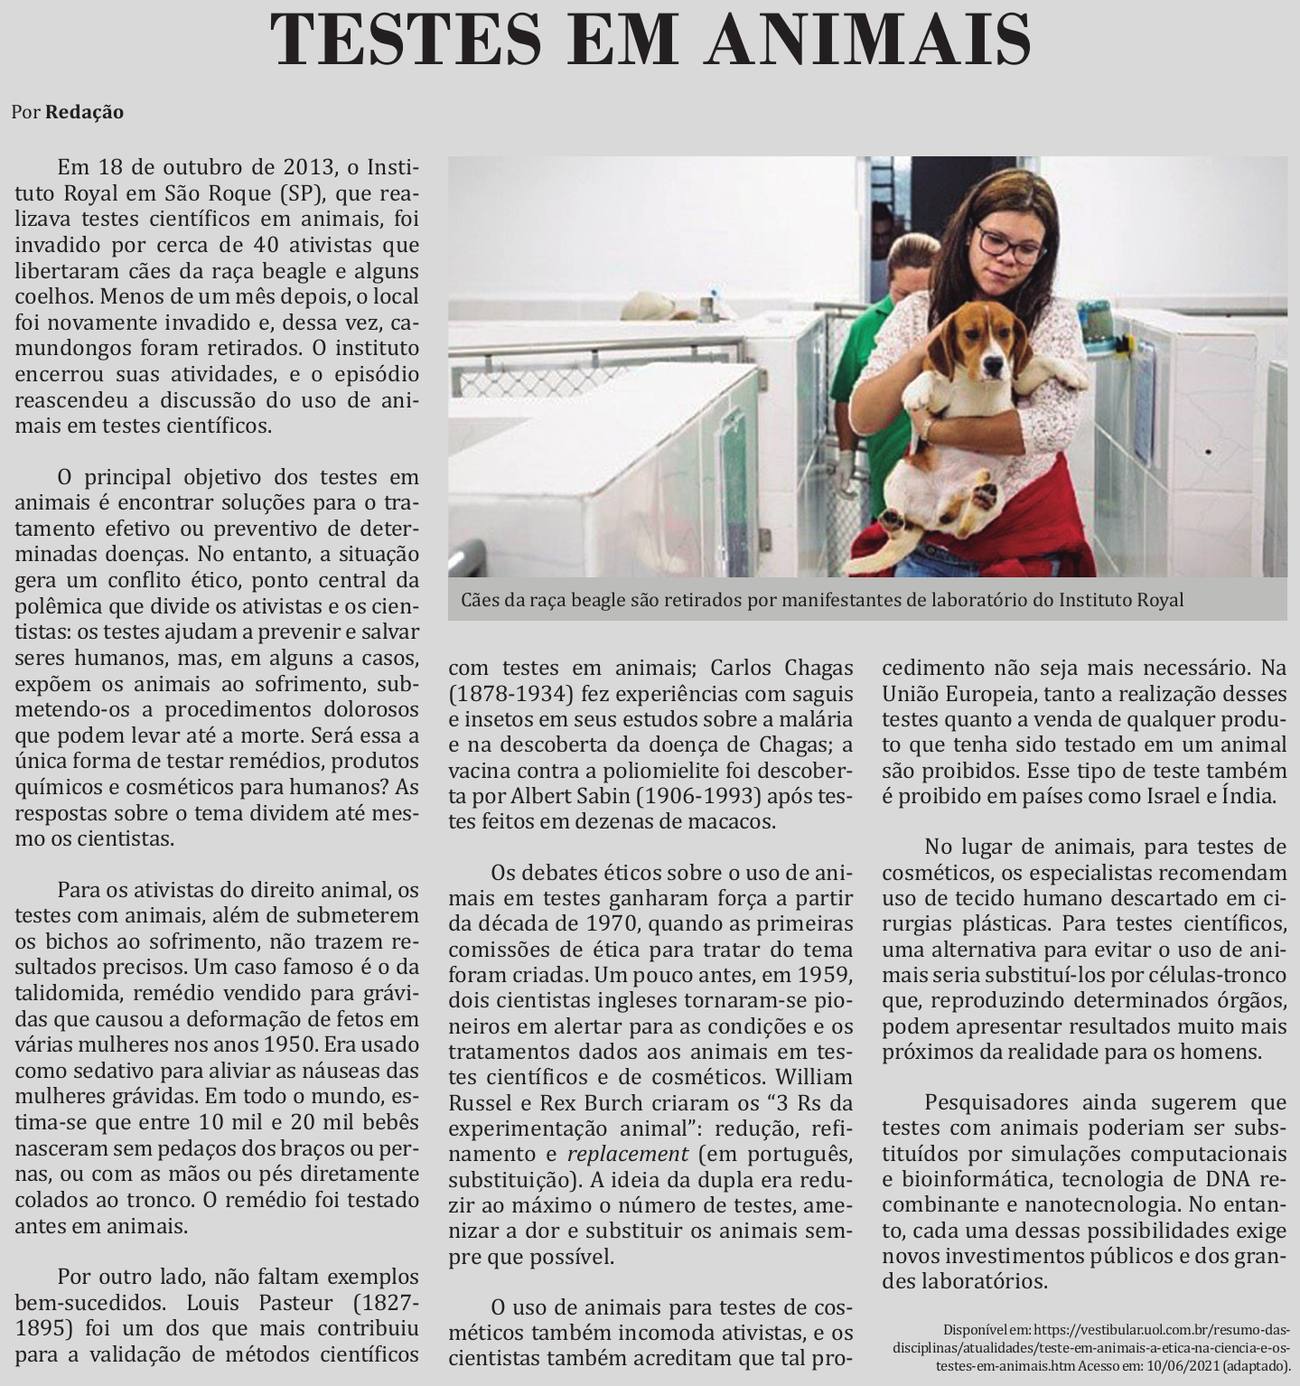 TESTES EM ANIMAIS
Por Redação
Em 18 de outubro de 2013, o Insti-
tuto Royal em São Roque (SP), que rea-
lizava testes científicos em animais, foi
invadido por cerca de 40 ativistas que
libertaram cães da raça beagle e alguns
coelhos. Menos de um mês depois, o local
foi novamente invadido e, dessa vez, ca-
mundongos foram retirados. O instituto
encerrou suas atividades, e o episódio
reascendeu a discussão do uso de ani-
mais em testes científicos.
O principal objetivo dos testes em
animais é encontrar soluções para o tra-
tamento efetivo ou preventivo de deter-
minadas doenças. No entanto, a situação
gera um conflito ético, ponto central da
polêmica que divide os ativistas e os cien-
tistas: os testes ajudam a prevenir e salvar
seres humanos, mas, em alguns a casos,
expõem os animais ao sofrimento, sub-
metendo-os a procedimentos dolorosos
que podem levar até a morte. Será essa a
única forma de testar remédios, produtos
químicos e cosméticos para humanos? As
respostas sobre o tema dividem até mes-
mo os cientistas.
Para os ativistas do direito animal, os
testes com animais, além de submeterem
os bichos ao sofrimento, não trazem re-
sultados precisos. Um caso famoso é o da
talidomida, remédio vendido para grávi-
das que causou a deformação de fetos em
várias mulheres nos anos 1950. Era usado
como sedativo para aliviar as náuseas das
mulheres grávidas. Em todo o mundo, es-
tima-se que entre 10 mil e 20 mil bebês
nasceram sem pedaços dos braços ou per-
nas, ou com as mãos ou pés diretamente
colados ao tronco. O remédio foi testado
antes em animais.
Por outro lado, não faltam exemplos
bem-sucedidos. Louis Pasteur (1827-
1895) foi um dos que mais contribuiu
para a validação de métodos científicos
Cães da raça beagle são retirados por manifestantes de laboratório do Instituto Royal
com testes em animais; Carlos Chagas
(1878-1934) fez experiências com saguis
e insetos em seus estudos sobre a malária
e na descoberta da doença de Chagas; a
vacina contra a poliomielite foi descober-
ta por Albert Sabin (1906-1993) após tes-
tes feitos em dezenas de macacos.
Os debates éticos sobre o uso de ani-
mais em testes ganharam força a partir
da década de 1970, quando as primeiras
comissões de ética para tratar do tema
foram criadas. Um pouco antes, em 1959,
dois cientistas ingleses tornaram-se pio-
neiros em alertar para as condições e os
tratamentos dados aos animais em tes-
tes científicos e de cosméticos. William
Russel e Rex Burch criaram os “3 Rs da
experimentação animal”: redução, refi-
namento e replacement (em português,
substituição). A ideia da dupla era redu-
zir ao máximo o número de testes, ame-
nizar a dor e substituir os animais sem-
pre que possível.
O uso de animais para testes de cos-
méticos também incomoda ativistas, e os
cientistas também acreditam que tal pro-
cedimento não seja mais necessário. Na
União Europeia, tanto a realização desses
testes quanto a venda de qualquer produ-
to que tenha sido testado em um animal
são proibidos. Esse tipo de teste também
é proibido em países como Israel e Índia.
No lugar de animais, para testes de
cosméticos, os especialistas recomendam
uso de tecido humano descartado em ci-
rurgias plásticas. Para testes científicos,
uma alternativa para evitar o uso de ani-
mais seria substituí-los por células-tronco
que, reproduzindo determinados órgãos,
podem apresentar resultados muito mais
próximos da realidade para os homens.
Pesquisadores ainda sugerem que
testes com animais poderiam ser subs-
tituídos por simulações computacionais
e bioinformática, tecnologia de DNA re-
combinante e nanotecnologia. No entan-
to, cada uma dessas possibilidades exige
novos investimentos públicos e dos gran-
des laboratórios.
Disponível em: https://vestibular.uol.com.br/resumo-das-
disciplinas/atualidades/teste-em-animais-a-etica-na-ciencia-e-os-
testes-em-animais.htm Acesso em: 10/06/2021 (adaptado).